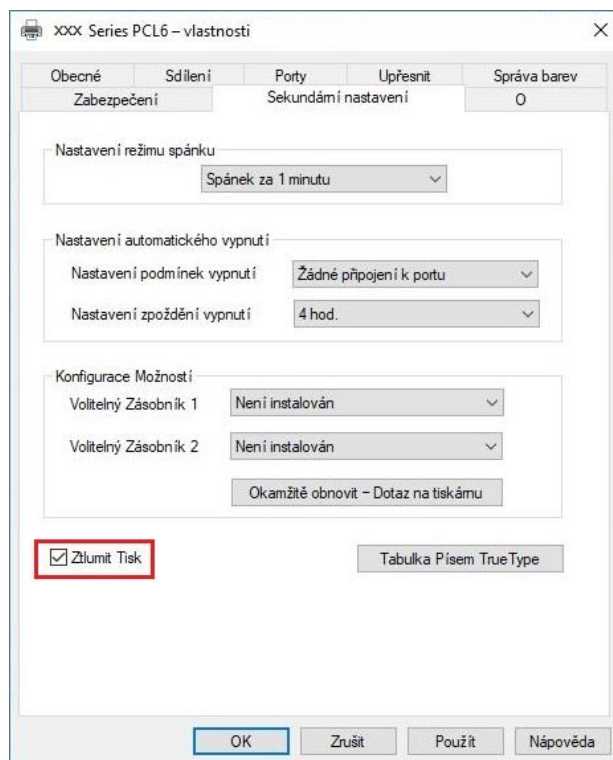 xxx Series PCL6 – vlastnosti
Obecné Sdílení Porty Upřesnit Správa barev
Zabezpečení Sekundární nastavení O
Nastavení režimu spánku
Spánek za 1 minutu
Nastavení automatického vypnutí
Nastavení podmínek vypnutí Žádné připojení k portu
Nastavení zpoždění vypnutí 4 hod.
Konfigurace Možností
Volitelný Zásobník 1 Není instalován
Volitelný Zásobník 2 Není instalován
Okamžitě obnovit – Dotaz na tiskárnu
Ztlumit Tisk Tabulka Písem TrueType
OK Zrušit Použít Nápověda